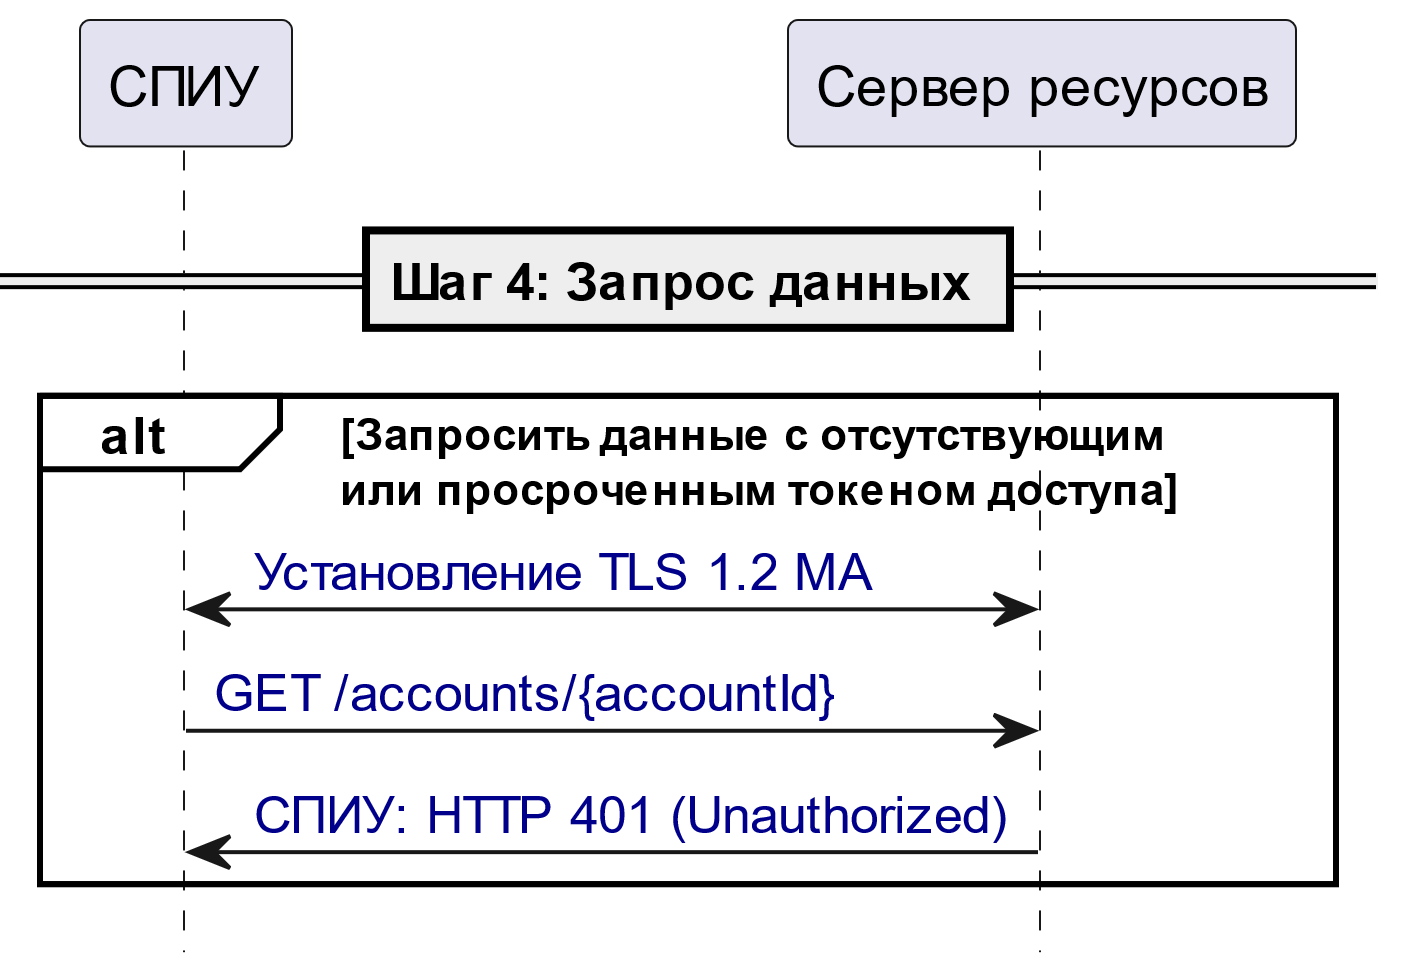 СПИУ
Сервер ресурсов
Шаг 4: Запрос данных
alt
[Запросить данные с отсутствующим
или просроченным токеном доступа]
Установление TLS 1.2 MA
GET /accounts/{accountId}
СПИУ: HTTP 401 (Unauthorized)